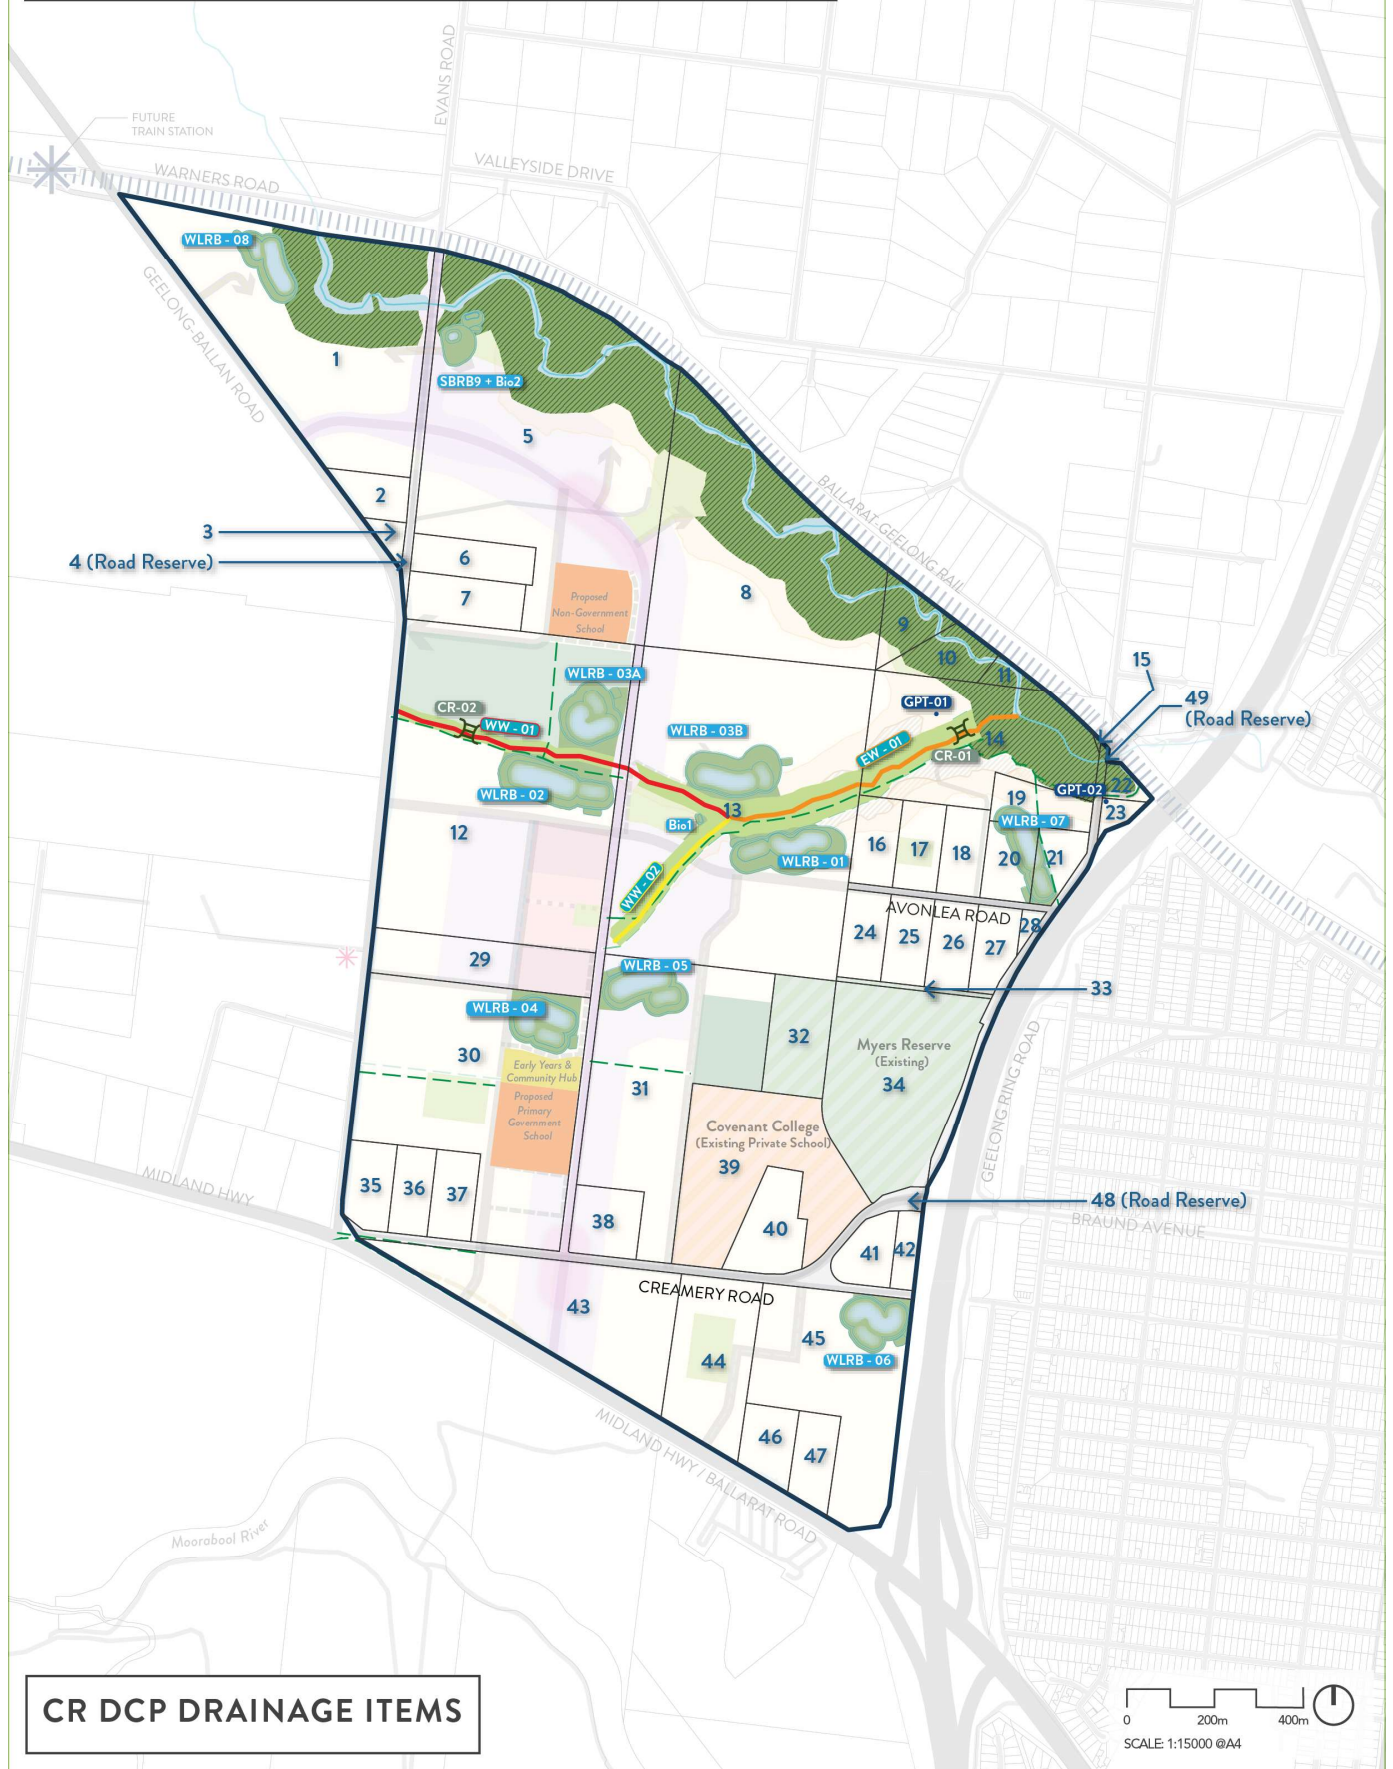 EVANS ROAD
FUTURE
TRAIN STATION
WARNERS ROAD
VALLEYSIDE DRIVE
WLRB - 08
GEELONG-BALLAN ROAD
1
SBRB9 + Bio2
5
2
3
4 (Road Reserve)
6
7
Proposed
Non-Government
School
8
BALLARAT-GEELONG RAIL
9
10
11
15
49
(Road Reserve)
WLRB - 03A
CR-02
WW - 01
WLRB - 03B
GPT-01
EW - 01
14
CR-01
WLRB - 02
13
Bio1
GPT-02
22
19
23
WLRB - 07
12
WLRB - 01
16
17
18
20
21
WW - 02
AVONLEA ROAD
24
25
26
27
28
29
WLRB - 05
33
WLRB - 04
32
Myers Reserve
(Existing)
34
30
Early Years &
Community Hub
31
Proposed
Primary
Government
School
Covenant College
(Existing Private School)
39
GEELONG RING ROAD
MIDLAND HWY
35
36
37
38
40
48 (Road Reserve)
BRAUND AVENUE
41
42
CREAMERY ROAD
43
44
45
WLRB - 06
46
47
MIDLAND HWY / BALLARAT ROAD
Moorabool River
CR DCP DRAINAGE ITEMS
0 200m 400m
SCALE: 1:15000 @A4